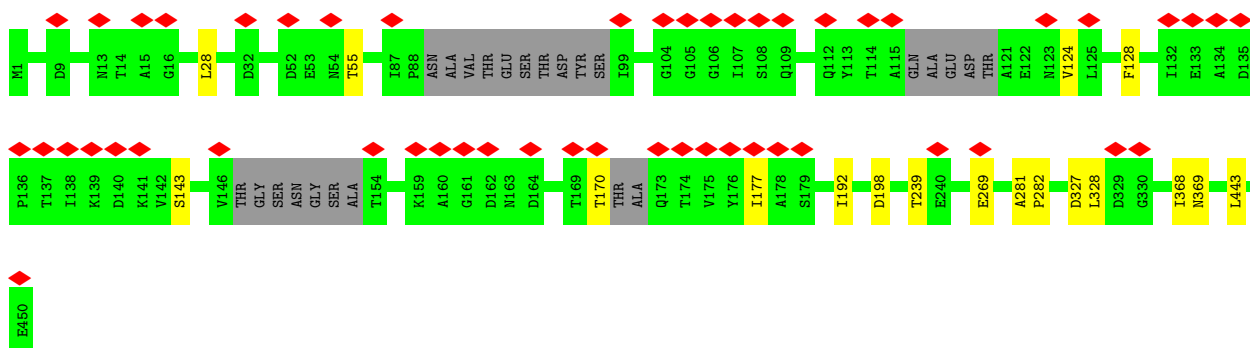 M1 D9 N13 T14 A15 G16 L28 D32 D52 E53 N54 T55 I87 P88 ASN ALA VAL THR GLU SER THR ASP TYR SER I99 G104 G105 G106 I107 S108 Q109 Q112 Y113 T114 A115 GLN ALA GLU ASP THR A121 E122 N123 V124 L125 F128 I132 E133 A134 D135
P136 T137 I138 K139 D140 K141 V142 S143 V146 THR GLY SER ASN GLY SER ALA T154 K159 A160 G161 D162 N163 D164 T169 T170 THR ALA Q173 T174 V175 Y176 I177 A178 S179 I192 D198 T239 E240 E269 A281 P282 D327 L328 D329 G330 I368 N369 L443
E450